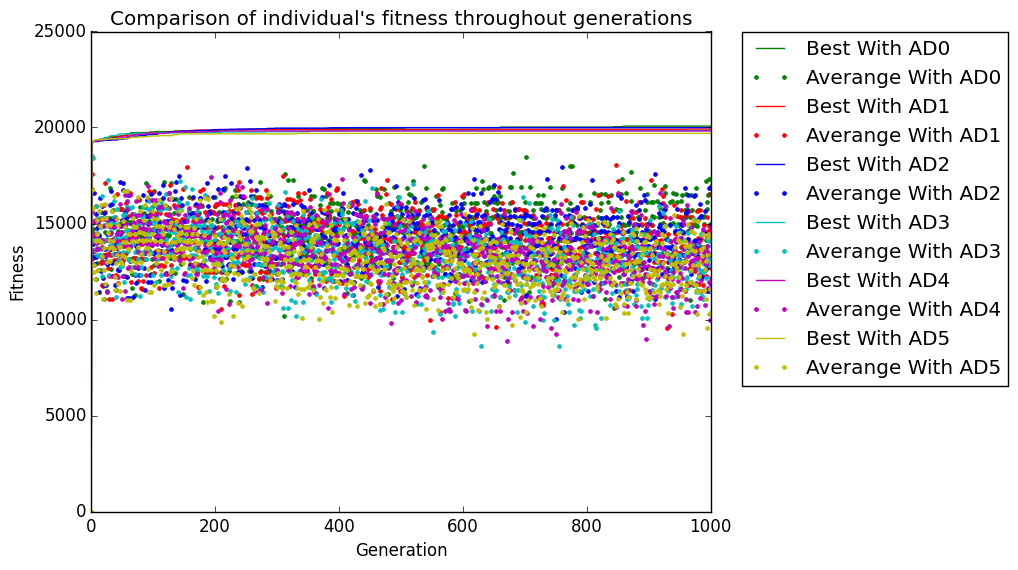 Comparison of individual's fitness throughout generations
25000
20000
15000
10000
5000
0
Fitness
0 200 400 600 800 1000
Generation
Best With AD0
Averange With AD0
Best With AD1
Averange With AD1
Best With AD2
Averange With AD2
Best With AD3
Averange With AD3
Best With AD4
Averange With AD4
Best With AD5
Averange With AD5